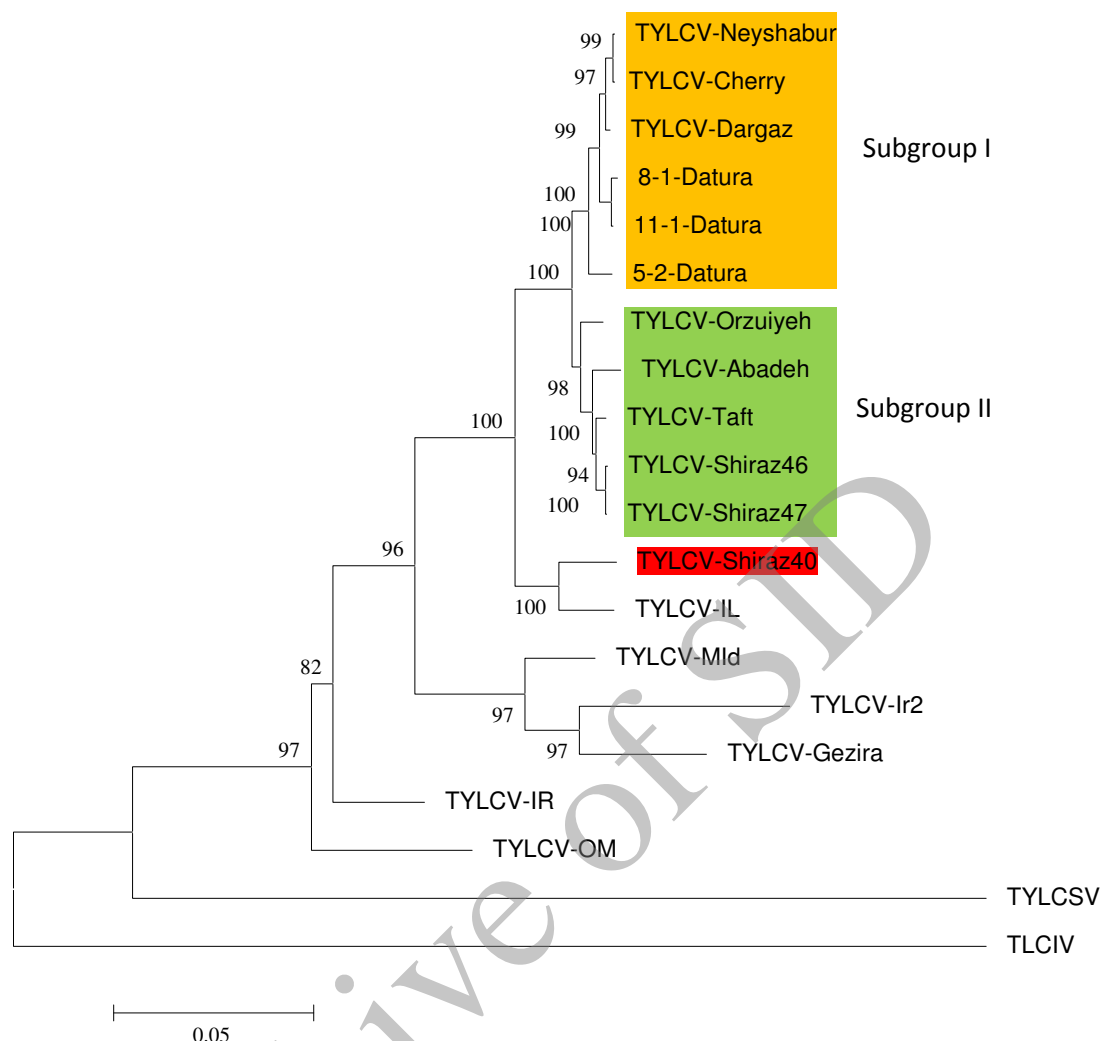 99
TYLCV-Neyshabur
97
TYLCV-Cherry
99
TYLCV-Dargaz
Subgroup I
8-1-Datura
100
100
11-1-Datura
100
5-2-Datura
TYLCV-Orzuiyeh
98
TYLCV-Abadeh
Subgroup II
100
100
TYLCV-Taft
94
TYLCV-Shiraz46
100
TYLCV-Shiraz47
96
TYLCV-Shiraz40
100
TYLCV-IL
82
TYLCV-Mld
97
TYLCV-Ir2
97
97
TYLCV-Gezira
TYLCV-IR
TYLCV-OM
TYLCSV
TLCIV
0.05
ive of SID